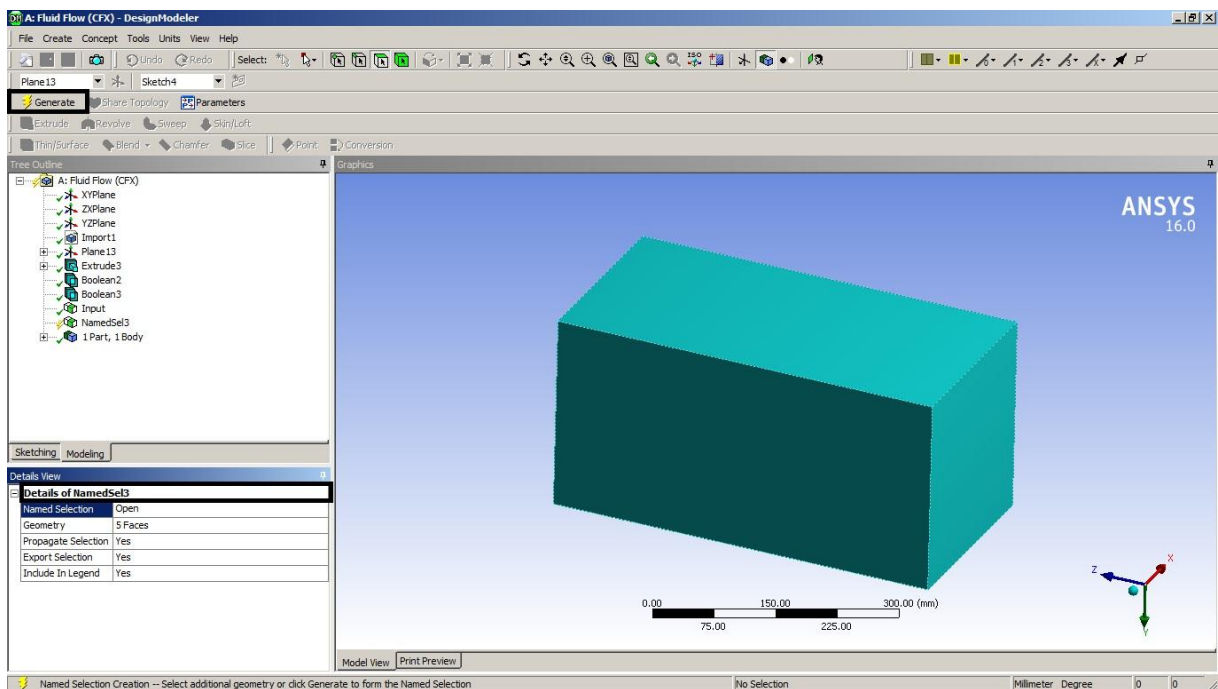 A: Fluid Flow (CFX) - DesignModeler
File Create Concept Tools Units View Help
Undo Redo Select: ISO
Plane13 Sketch4
Generate Share Topology Parameters
Extrude Revolve Sweep Skin/Loft
Thin/Surface Blend Chamfer Slice Point Conversion
Tree Outline
A: Fluid Flow (CFX)
XYPlane
ZXPlane
YZPlane
Import1
Plane13
Extrude3
Boolean2
Boolean3
Input
NamedSel3
1 Part, 1 Body
Sketching Modeling
Details View
Details of NamedSel3
Named Selection Open
Geometry 5 Faces
Propagate Selection Yes
Export Selection Yes
Include In Legend Yes
Graphics
ANSYS
16.0
0.00 150.00 300.00 (mm)
75.00 225.00
X
Z
Y
Model View Print Preview
Named Selection Creation -- Select additional geometry or click Generate to form the Named Selection No Selection Millimeter Degree 0 0